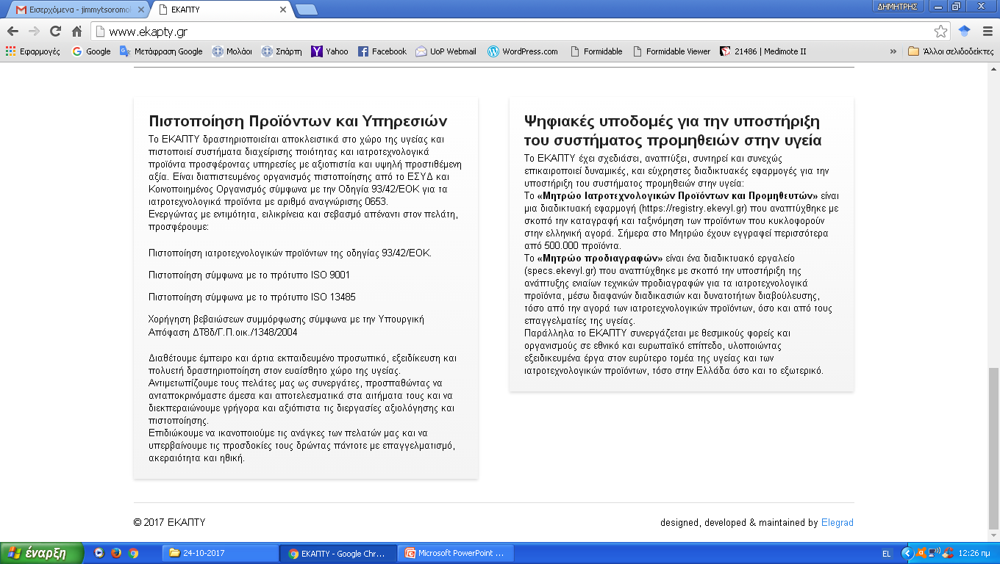 Εισερχόμενα - jimmytsoromo
ΕΚΑΠΤΥ
ΔΗΜΗΤΡΗΣ
www.ekapty.gr
Εφαρμογές
Google
Μετάφραση Google
Μολάοι
Σπάρτη
Yahoo
Facebook
UoP Webmail
WordPress.com
Formidable
Formidable Viewer
21486 | Medimote II
»
Άλλοι σελιδοδείκτες
Πιστοποίηση Προϊόντων και Υπηρεσιών
Το ΕΚΑΠΤΥ δραστηριοποιείται αποκλειστικά στο χώρο της υγείας και
πιστοποιεί συστήματα διαχείρισης ποιότητας και ιατροτεχνολογικά
προϊόντα προσφέροντας υπηρεσίες με αξιοπιστία και υψηλή προστιθέμενη
αξία. Είναι διαπιστευμένος οργανισμός πιστοποίησης από το ΕΣΥΔ και
Κοινοποιημένος Οργανισμός σύμφωνα με την Οδηγία 93/42/ΕΟΚ για τα
ιατροτεχνολογικά προϊόντα με αριθμό αναγνώρισης 0653.
Ενεργώντας με εντιμότητα, ειλικρίνεια και σεβασμό απέναντι στον πελάτη,
προσφέρουμε:
Πιστοποίηση ιατροτεχνολογικών προϊόντων της οδηγίας 93/42/ΕΟΚ.
Πιστοποίηση σύμφωνα με το πρότυπο ISO 9001
Πιστοποίηση σύμφωνα με το πρότυπο ISO 13485
Χορήγηση βεβαιώσεων συμμόρφωσης σύμφωνα με την Υπουργική
Απόφαση ΔΤ8δ/Γ.Π.οικ./1348/2004
Διαθέτουμε έμπειρο και άρτια εκπαιδευμένο προσωπικό, εξειδίκευση και
πολυετή δραστηριοποίηση στον ευαίσθητο χώρο της υγείας.
Αντιμετωπίζουμε τους πελάτες μας ως συνεργάτες, προσπαθώντας να
ανταποκρινόμαστε άμεσα και αποτελεσματικά στα αιτήματα τους και να
διεκπεραιώνουμε γρήγορα και αξιόπιστα τις διεργασίες αξιολόγησης και
πιστοποίησης.
Επιδιώκουμε να ικανοποιούμε τις ανάγκες των πελατών μας και να
υπερβαίνουμε τις προσδοκίες τους δρώντας πάντοτε με επαγγελματισμό,
ακεραιότητα και ηθική.
Ψηφιακές υποδομές για την υποστήριξη
του συστήματος προμηθειών στην υγεία
Το ΕΚΑΠΤΥ έχει σχεδιάσει, αναπτύξει, συντηρεί και συνεχώς
επικαιροποιεί δυναμικές, και εύχρηστες διαδικτυακές εφαρμογές για την
υποστήριξη του συστήματος προμηθειών στην υγεία:
Το «Μητρώο Ιατροτεχνολογικών Προϊόντων και Προμηθευτών» είναι
μια διαδικτυακή εφαρμογή (https://registry.ekevyl.gr) που αναπτύχθηκε με
σκοπό την καταγραφή και ταξινόμηση των προϊόντων που κυκλοφορούν
στην ελληνική αγορά. Σήμερα στο Μητρώο έχουν εγγραφεί περισσότερα
από 500.000 προϊόντα.
Το «Μητρώο προδιαγραφών» είναι ένα διαδικτυακό εργαλείο
(specs.ekevyl.gr) που αναπτύχθηκε με σκοπό την υποστήριξη της
ανάπτυξης ενιαίων τεχνικών προδιαγραφών για τα ιατροτεχνολογικά
προϊόντα, μέσω διαφανών διαδικασιών και δυνατοτήτων διαβούλευσης,
τόσο από την αγορά των ιατροτεχνολογικών προϊόντων, όσο και από τους
επαγγελματίες της υγείας.
Παράλληλα το ΕΚΑΠΤΥ συνεργάζεται με θεσμικούς φορείς και
οργανισμούς σε εθνικό και ευρωπαϊκό επίπεδο, υλοποιώντας
εξειδικευμένα έργα στον ευρύτερο τομέα της υγείας και των
ιατροτεχνολογικών προϊόντων, τόσο στην Ελλάδα όσο και το εξωτερικό.
© 2017 ΕΚΑΠΤΥ
designed, developed & maintained by Elegrad
έναρξη
24-10-2017
ΕΚΑΠΤΥ - Google Chr...
Microsoft PowerPoint ...
EL
12:26 πμ